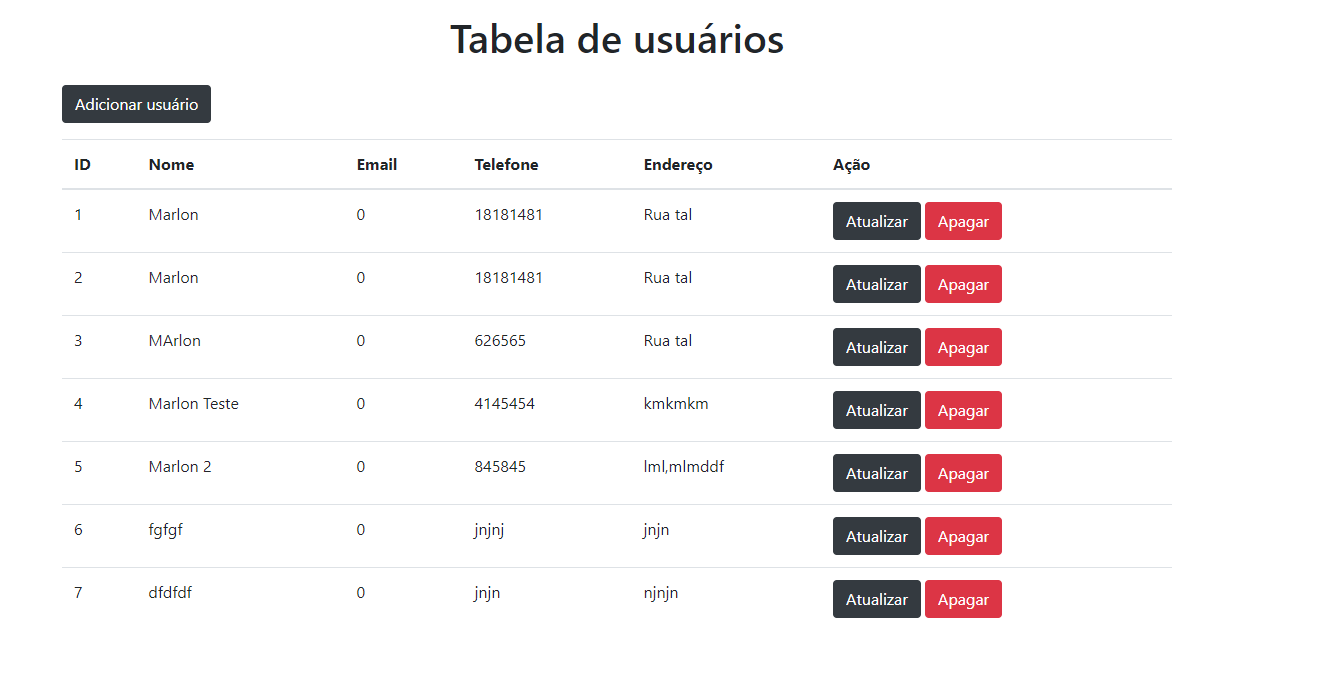 Tabela de usuários
Adicionar usuário
ID Nome Email Telefone Endereço Ação
1 Marlon 0 18181481 Rua tal Atualizar Apagar
2 Marlon 0 18181481 Rua tal Atualizar Apagar
3 MArlon 0 626565 Rua tal Atualizar Apagar
4 Marlon Teste 0 4145454 kmkmkm Atualizar Apagar
5 Marlon 2 0 845845 lml,mlmddf Atualizar Apagar
6 fgfgf 0 jnjnj jnjn Atualizar Apagar
7 dfdfdf 0 jnjn njnjn Atualizar Apagar